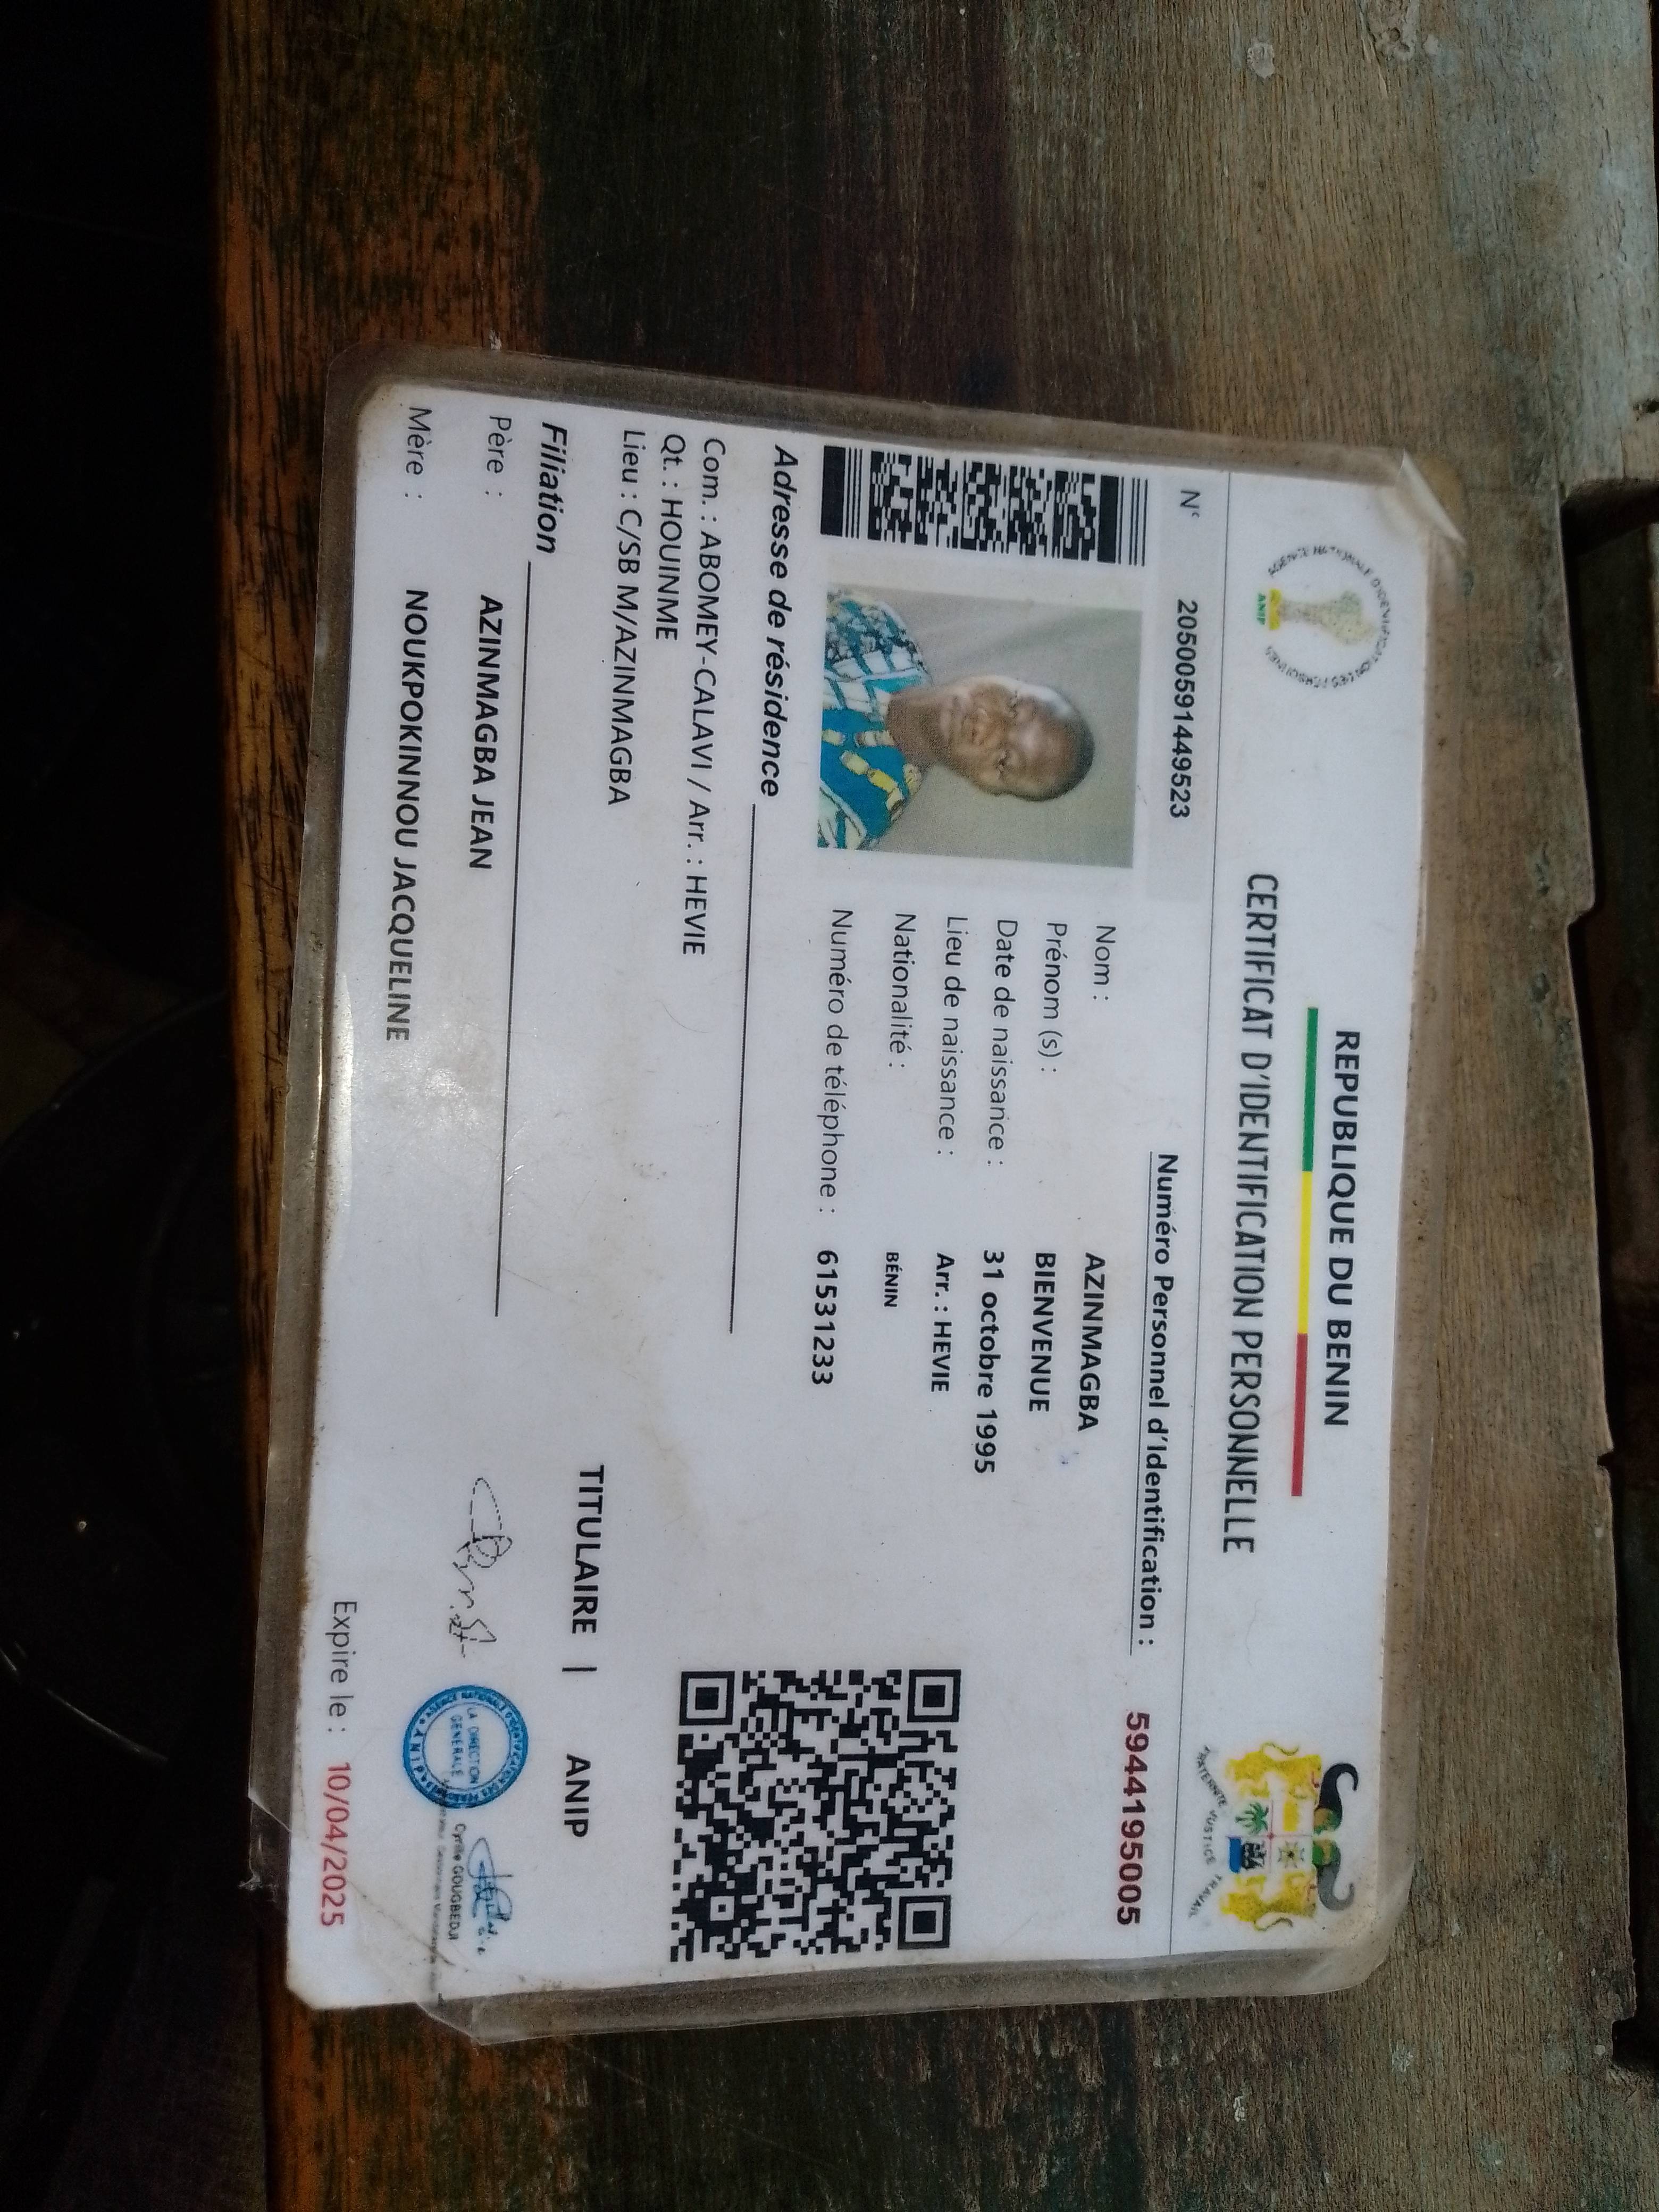 REPUBLIQUE DU BENIN
CERTIFICAT D'IDENTIFICATION PERSONNELLE
AGENCE NATIONALE D'IDENTIFICATION DES PERSONNES
ANIP
FRATERNITE JUSTICE TRAVAIL
N° 20500591449523
Numéro Personnel d'Identification : 5944195005
Nom : AZINMAGBA
Prénom (s) : BIENVENUE
Date de naissance : 31 octobre 1995
Lieu de naissance : Arr. : HEVIE
Nationalité : BÉNIN
Numéro de téléphone : 61531233
Adresse de résidence
Com. : ABOMEY-CALAVI / Arr. : HEVIE
Qt. : HOUINME
Lieu : C/SB M/AZINMAGBA
Filiation
Père : AZINMAGBA JEAN
Mère : NOUKPOKINNOU JACQUELINE
TITULAIRE | ANIP
LA DIRECTION
GENERALE
ANIP
Cyrille GOUGBEDJI
Expire le : 10/04/2025